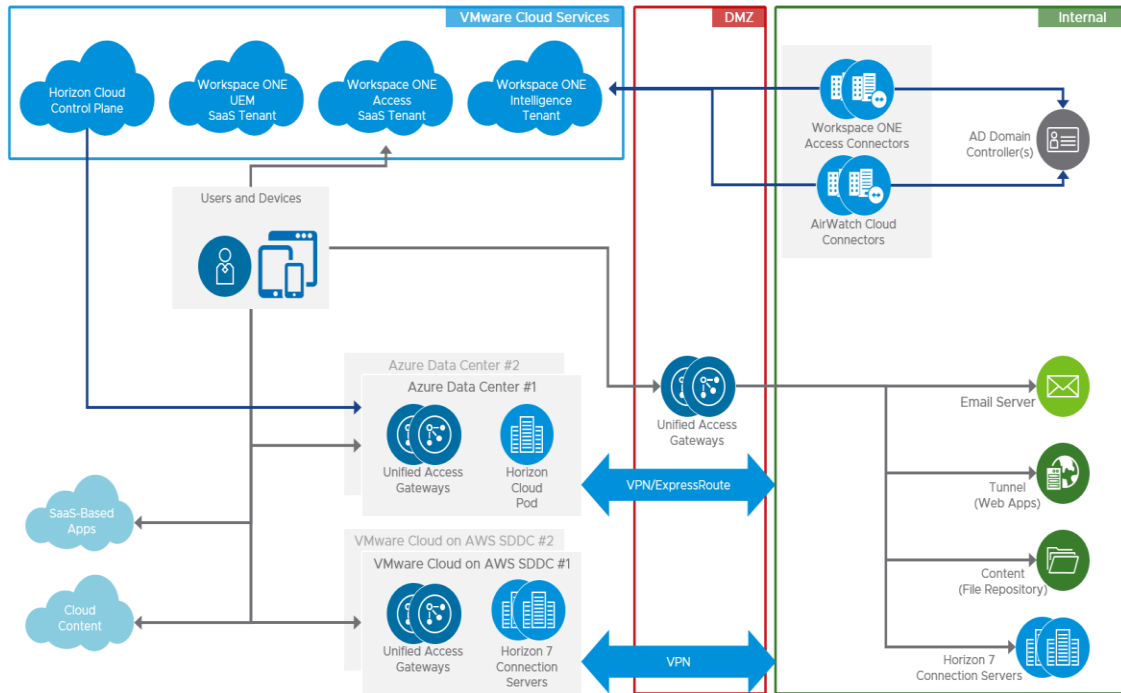 VMware Cloud Services
DMZ
Internal
Horizon Cloud
Control Plane
Workspace ONE
UEM
SaaS Tenant
Workspace ONE
Access
SaaS Tenant
Workspace ONE
Intelligence
Tenant
Workspace ONE
Access Connectors
AD Domain
Controller(s)
AirWatch Cloud
Connectors
Users and Devices
Azure Data Center #2
Azure Data Center #1
Unified Access
Gateways
Horizon
Cloud
Pod
Unified Access
Gateways
Email Server
VPN/ExpressRoute
Tunnel
(Web Apps)
SaaS-Based
Apps
VMware Cloud on AWS SDDC #2
VMware Cloud on AWS SDDC #1
Content
(File Repository)
Cloud
Content
Unified Access
Gateways
Horizon 7
Connection
Servers
VPN
Horizon 7
Connection Servers